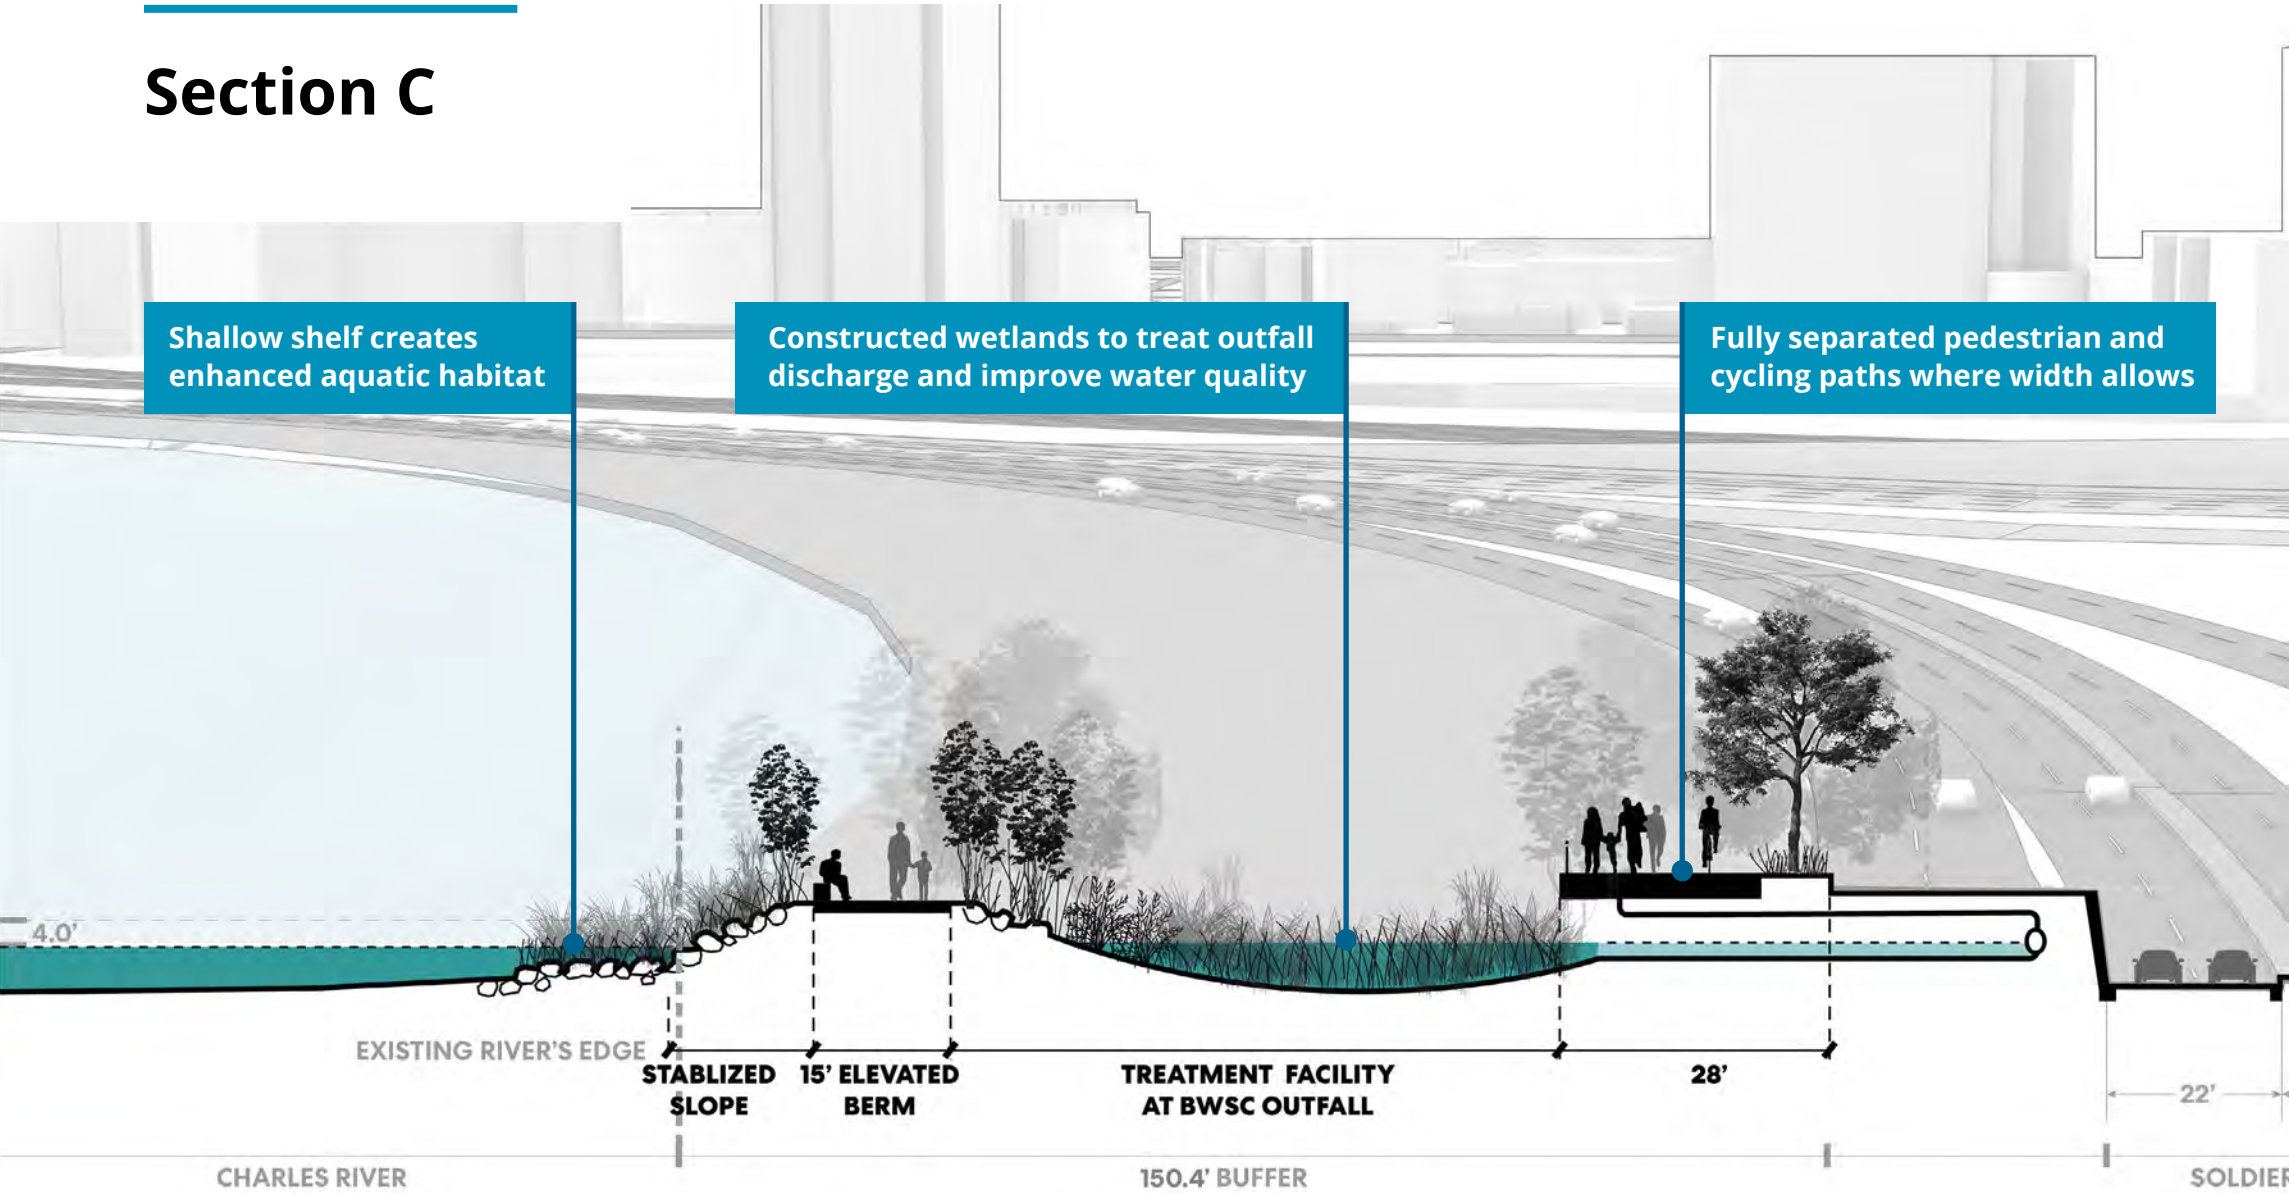 Section C
Shallow shelf creates
enhanced aquatic habitat
Constructed wetlands to treat outfall
discharge and improve water quality
Fully separated pedestrian and
cycling paths where width allows
4.0'
EXISTING RIVER'S EDGE
STABLIZED
SLOPE
15' ELEVATED
BERM
TREATMENT FACILITY
AT BWSC OUTFALL
28'
22'
CHARLES RIVER
150.4' BUFFER
SOLDIER